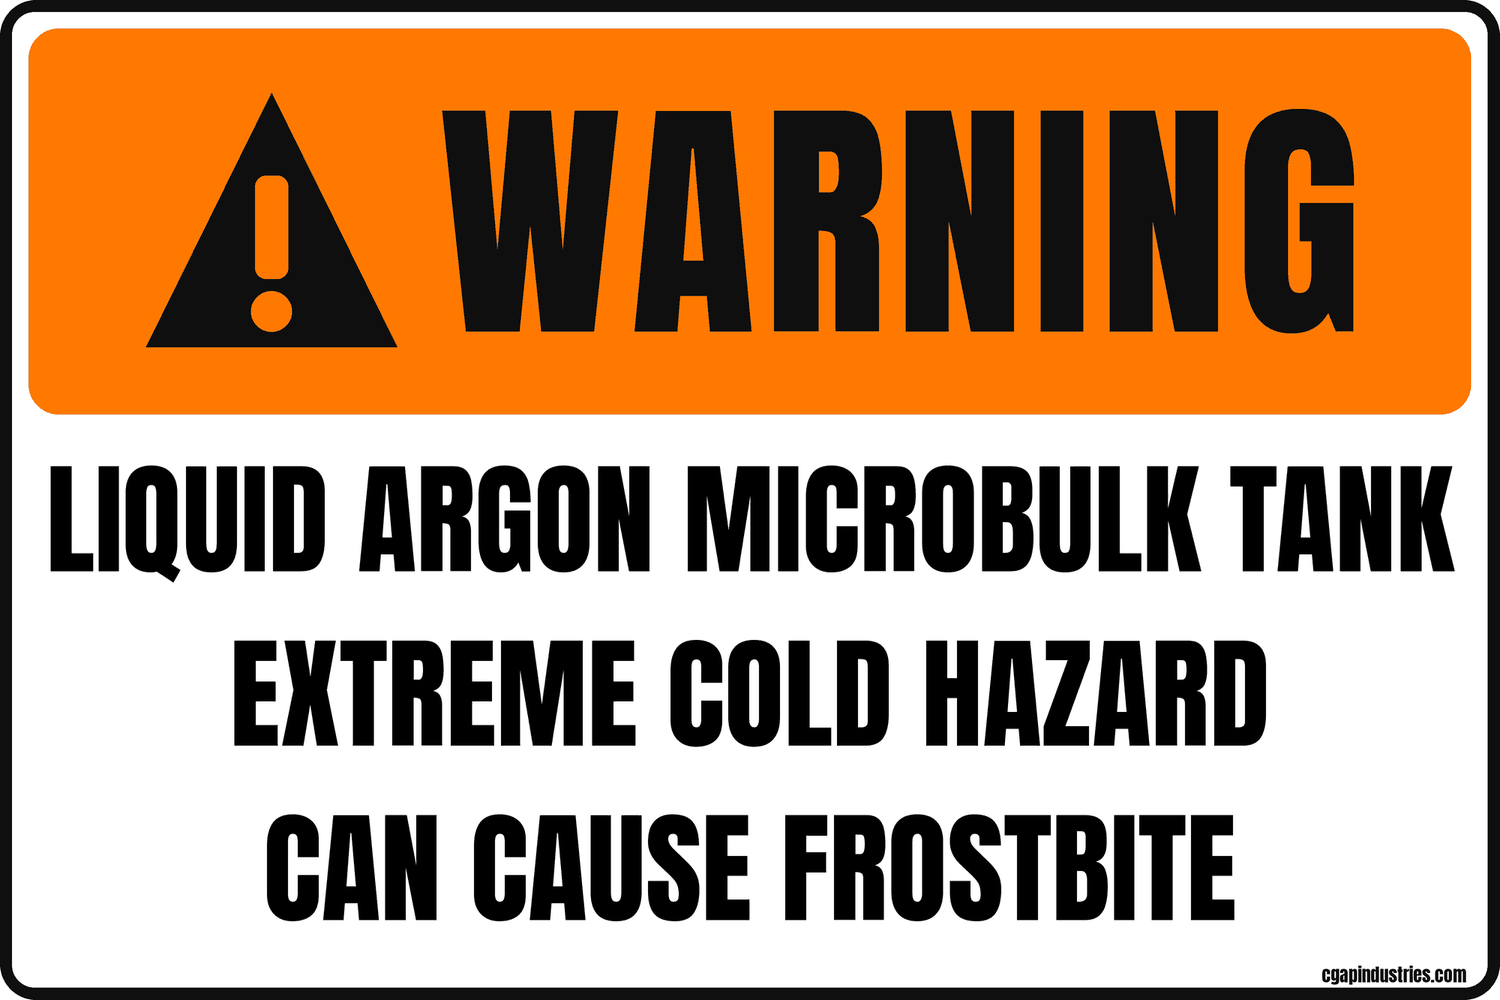 WARNING
LIQUID ARGON MICROBULK TANK
EXTREME COLD HAZARD
CAN CAUSE FROSTBITE
cgapindustries.com